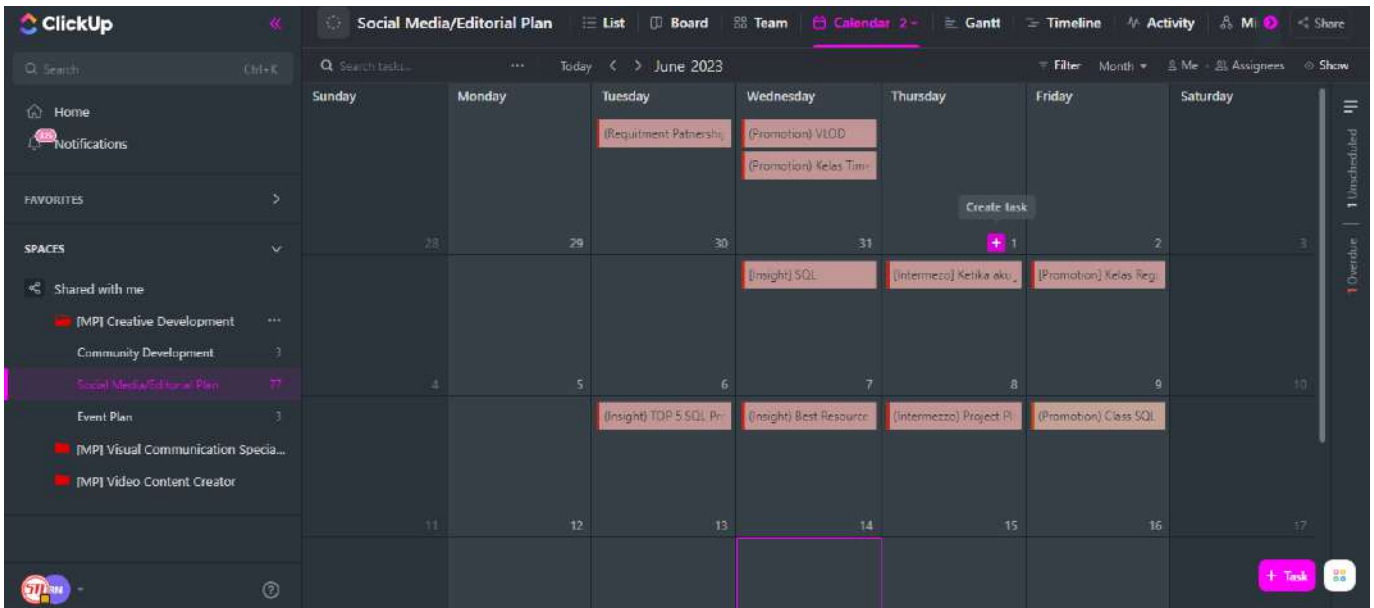 ClickUp
Search
Ctrl+K
Home
Notifications
FAVORITES
SPACES
Shared with me
[MP] Creative Development
Community Development 3
Social Media/Editorial Plan 77
Event Plan 3
[MP] Visual Communication Specia...
[MP] Video Content Creator
Social Media/Editorial Plan
List
Board
Team
Calendar 2
Gantt
Timeline
Activity
Mi
Share
Search tasks...
Today
June 2023
Filter
Month
Me
Assignees
Show
Sunday Monday Tuesday Wednesday Thursday Friday Saturday
(Requitment Patnershi
(Promotion) VLOD
(Promotion) Kelas Time
Create task
28 29 30 31 1 2 3
[Insight) SQL
[Intermezo] Ketika aku
[Promotion] Kelas Reg
4 5 6 7 8 9 10
(Insight) TOP 5 SQL Pr
(Insight) Best Resource
(Intermezzo) Project Pl
(Promotion) Class SQL
11 12 13 14 15 16 17
1 Unscheduled
1 Overdue
+ Task